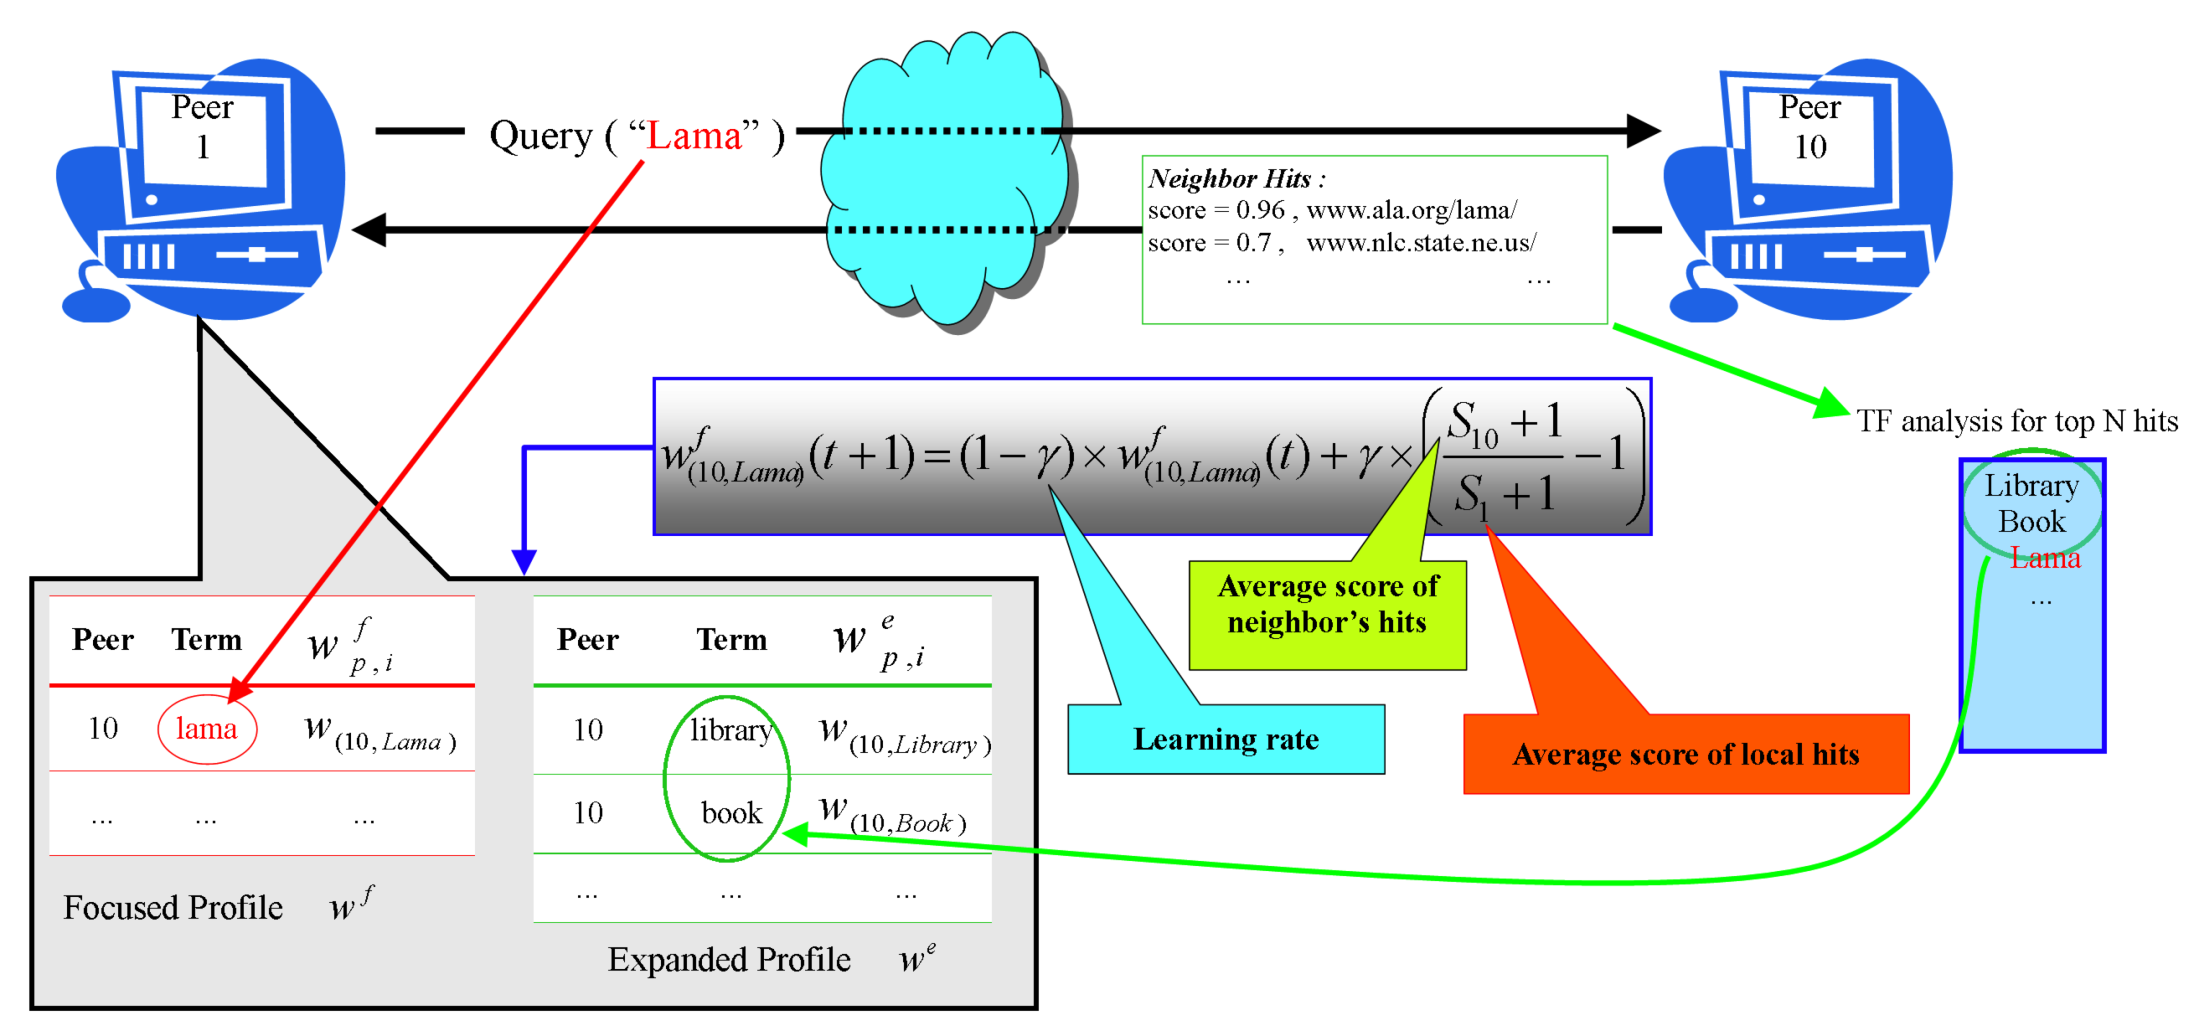 Peer
1
Query ( “Lama” )
Peer
10
Neighbor Hits :
score = 0.96 , www.ala.org/lama/
score = 0.7 , www.nlc.state.ne.us/
... ...
w^f_(10,Lama)(t+1) = (1−γ) × w^f_(10,Lama)(t) + γ × ((S_10 + 1)/(S_1 + 1) − 1)
TF analysis for top N hits
Library
Book
Lama
...
Average score of
neighbor’s hits
Learning rate
Average score of local hits
Peer Term w^f_p,i
10 lama w_(10,Lama)
... ... ...
Focused Profile w^f
Peer Term w^e_p,i
10 library w_(10,Library)
10 book w_(10,Book)
... ... ...
Expanded Profile w^e